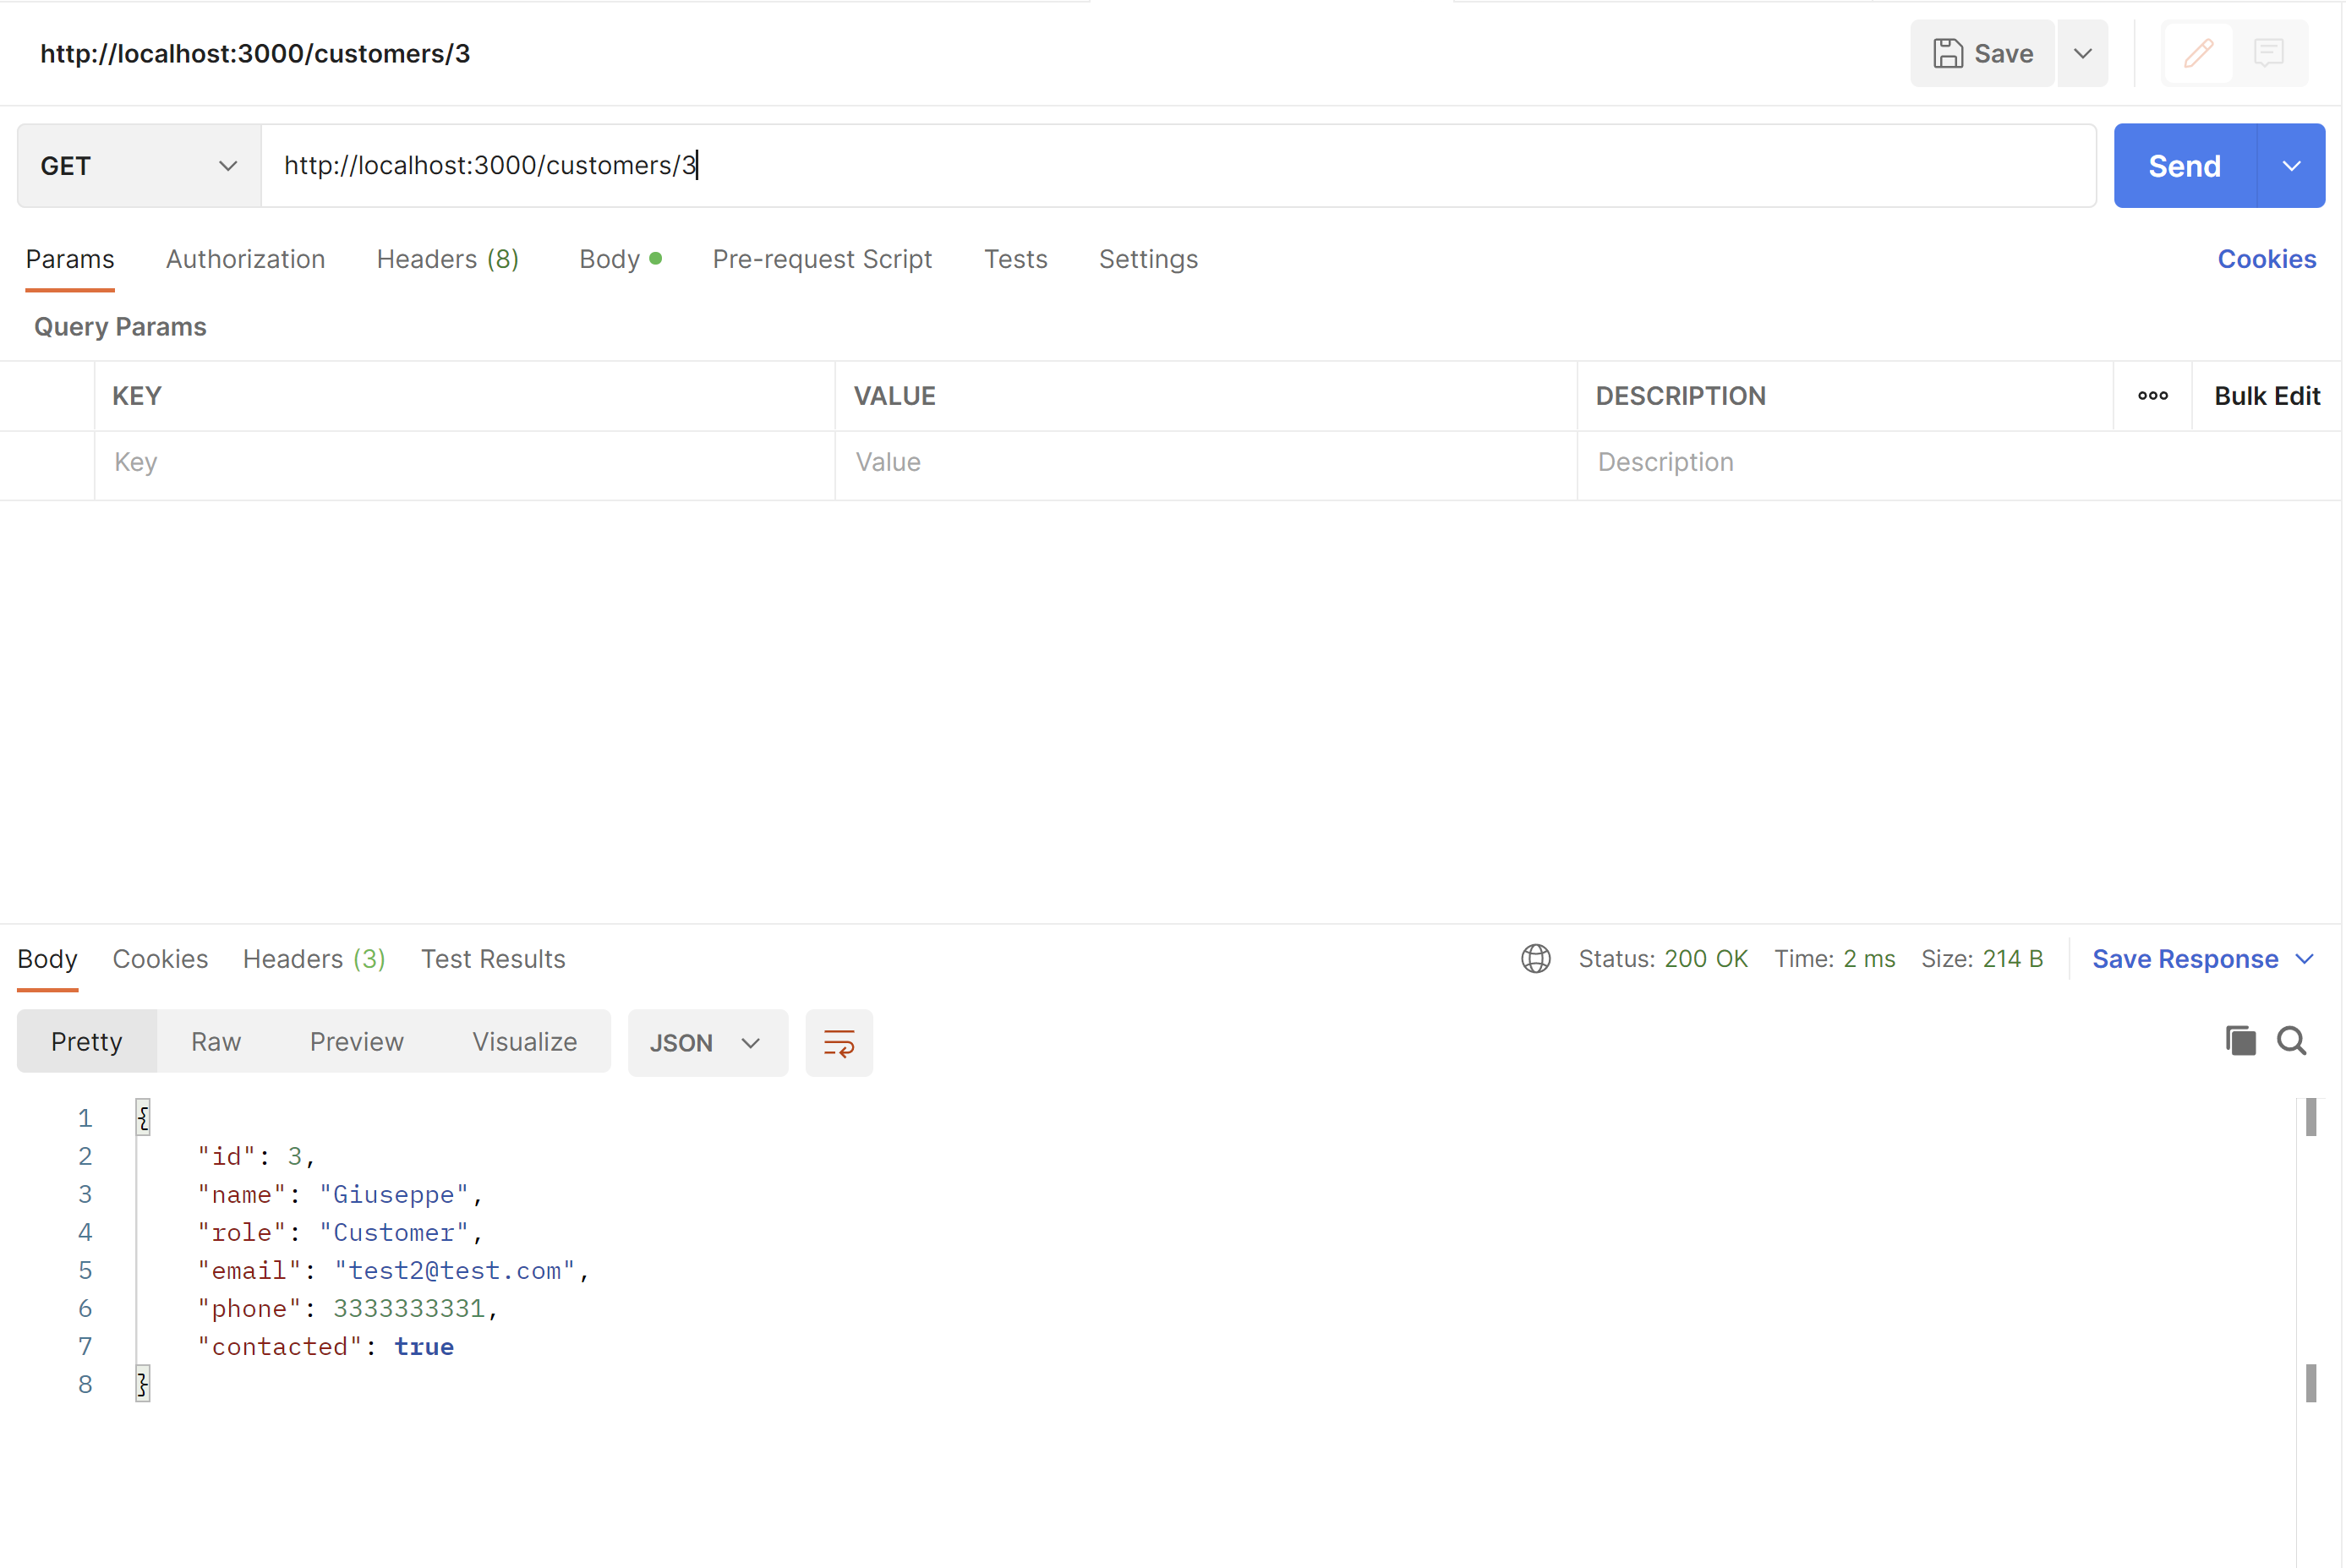 http://localhost:3000/customers/3
Save
GET
http://localhost:3000/customers/3
Send
Params Authorization Headers (8) Body Pre-request Script Tests Settings Cookies
Query Params
KEY VALUE DESCRIPTION Bulk Edit
Key Value Description
Body Cookies Headers (3) Test Results Status: 200 OK Time: 2 ms Size: 214 B Save Response
Pretty Raw Preview Visualize JSON
1 {
2 "id": 3,
3 "name": "Giuseppe",
4 "role": "Customer",
5 "email": "test2@test.com",
6 "phone": 3333333331,
7 "contacted": true
8 }